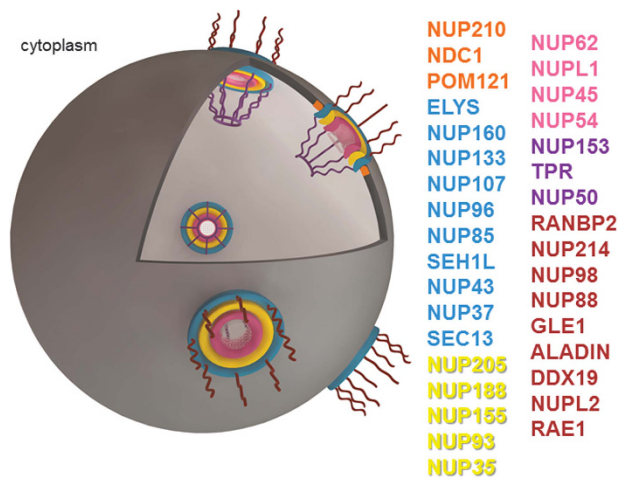 cytoplasm
NUP210
NDC1
POM121
ELYS
NUP160
NUP133
NUP107
NUP96
NUP85
SEH1L
NUP43
NUP37
SEC13
NUP205
NUP188
NUP155
NUP93
NUP35
NUP62
NUPL1
NUP45
NUP54
NUP153
TPR
NUP50
RANBP2
NUP214
NUP98
NUP88
GLE1
ALADIN
DDX19
NUPL2
RAE1